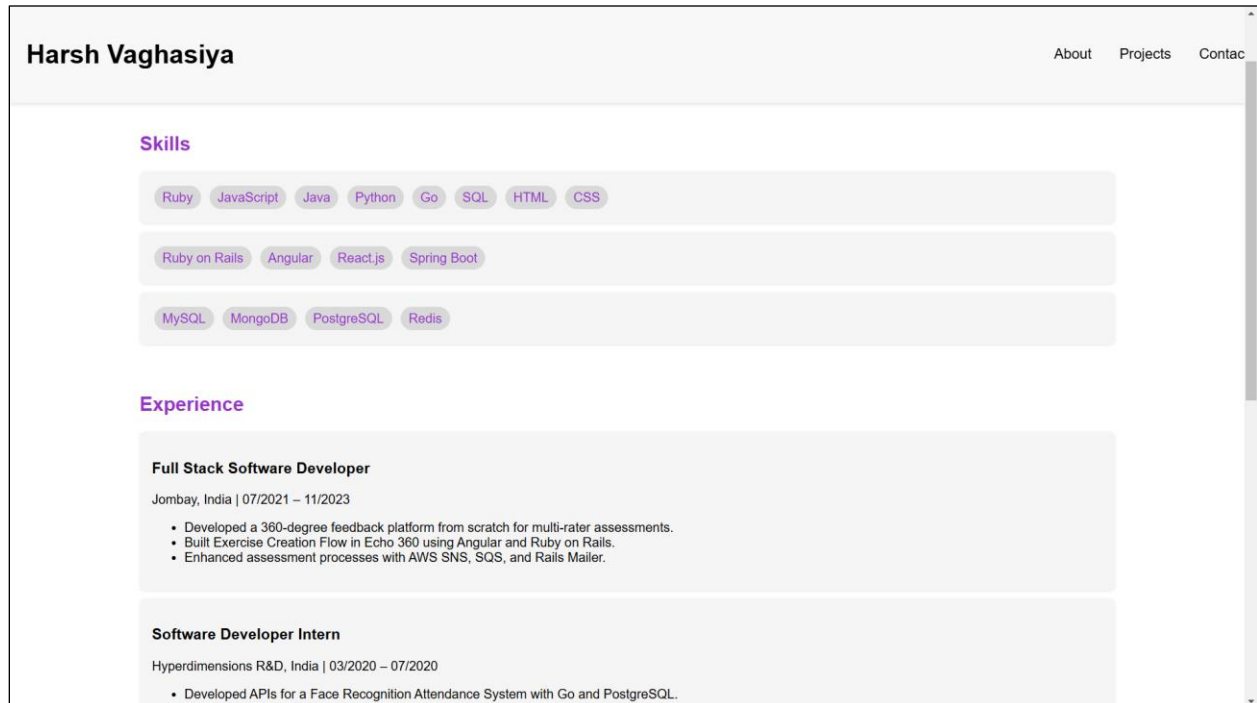 Harsh Vaghasiya
About Projects Contac
Skills
Ruby JavaScript Java Python Go SQL HTML CSS
Ruby on Rails Angular React.js Spring Boot
MySQL MongoDB PostgreSQL Redis
Experience
Full Stack Software Developer
Jombay, India | 07/2021 – 11/2023
• Developed a 360-degree feedback platform from scratch for multi-rater assessments.
• Built Exercise Creation Flow in Echo 360 using Angular and Ruby on Rails.
• Enhanced assessment processes with AWS SNS, SQS, and Rails Mailer.
Software Developer Intern
Hyperdimensions R&D, India | 03/2020 – 07/2020
• Developed APIs for a Face Recognition Attendance System with Go and PostgreSQL.